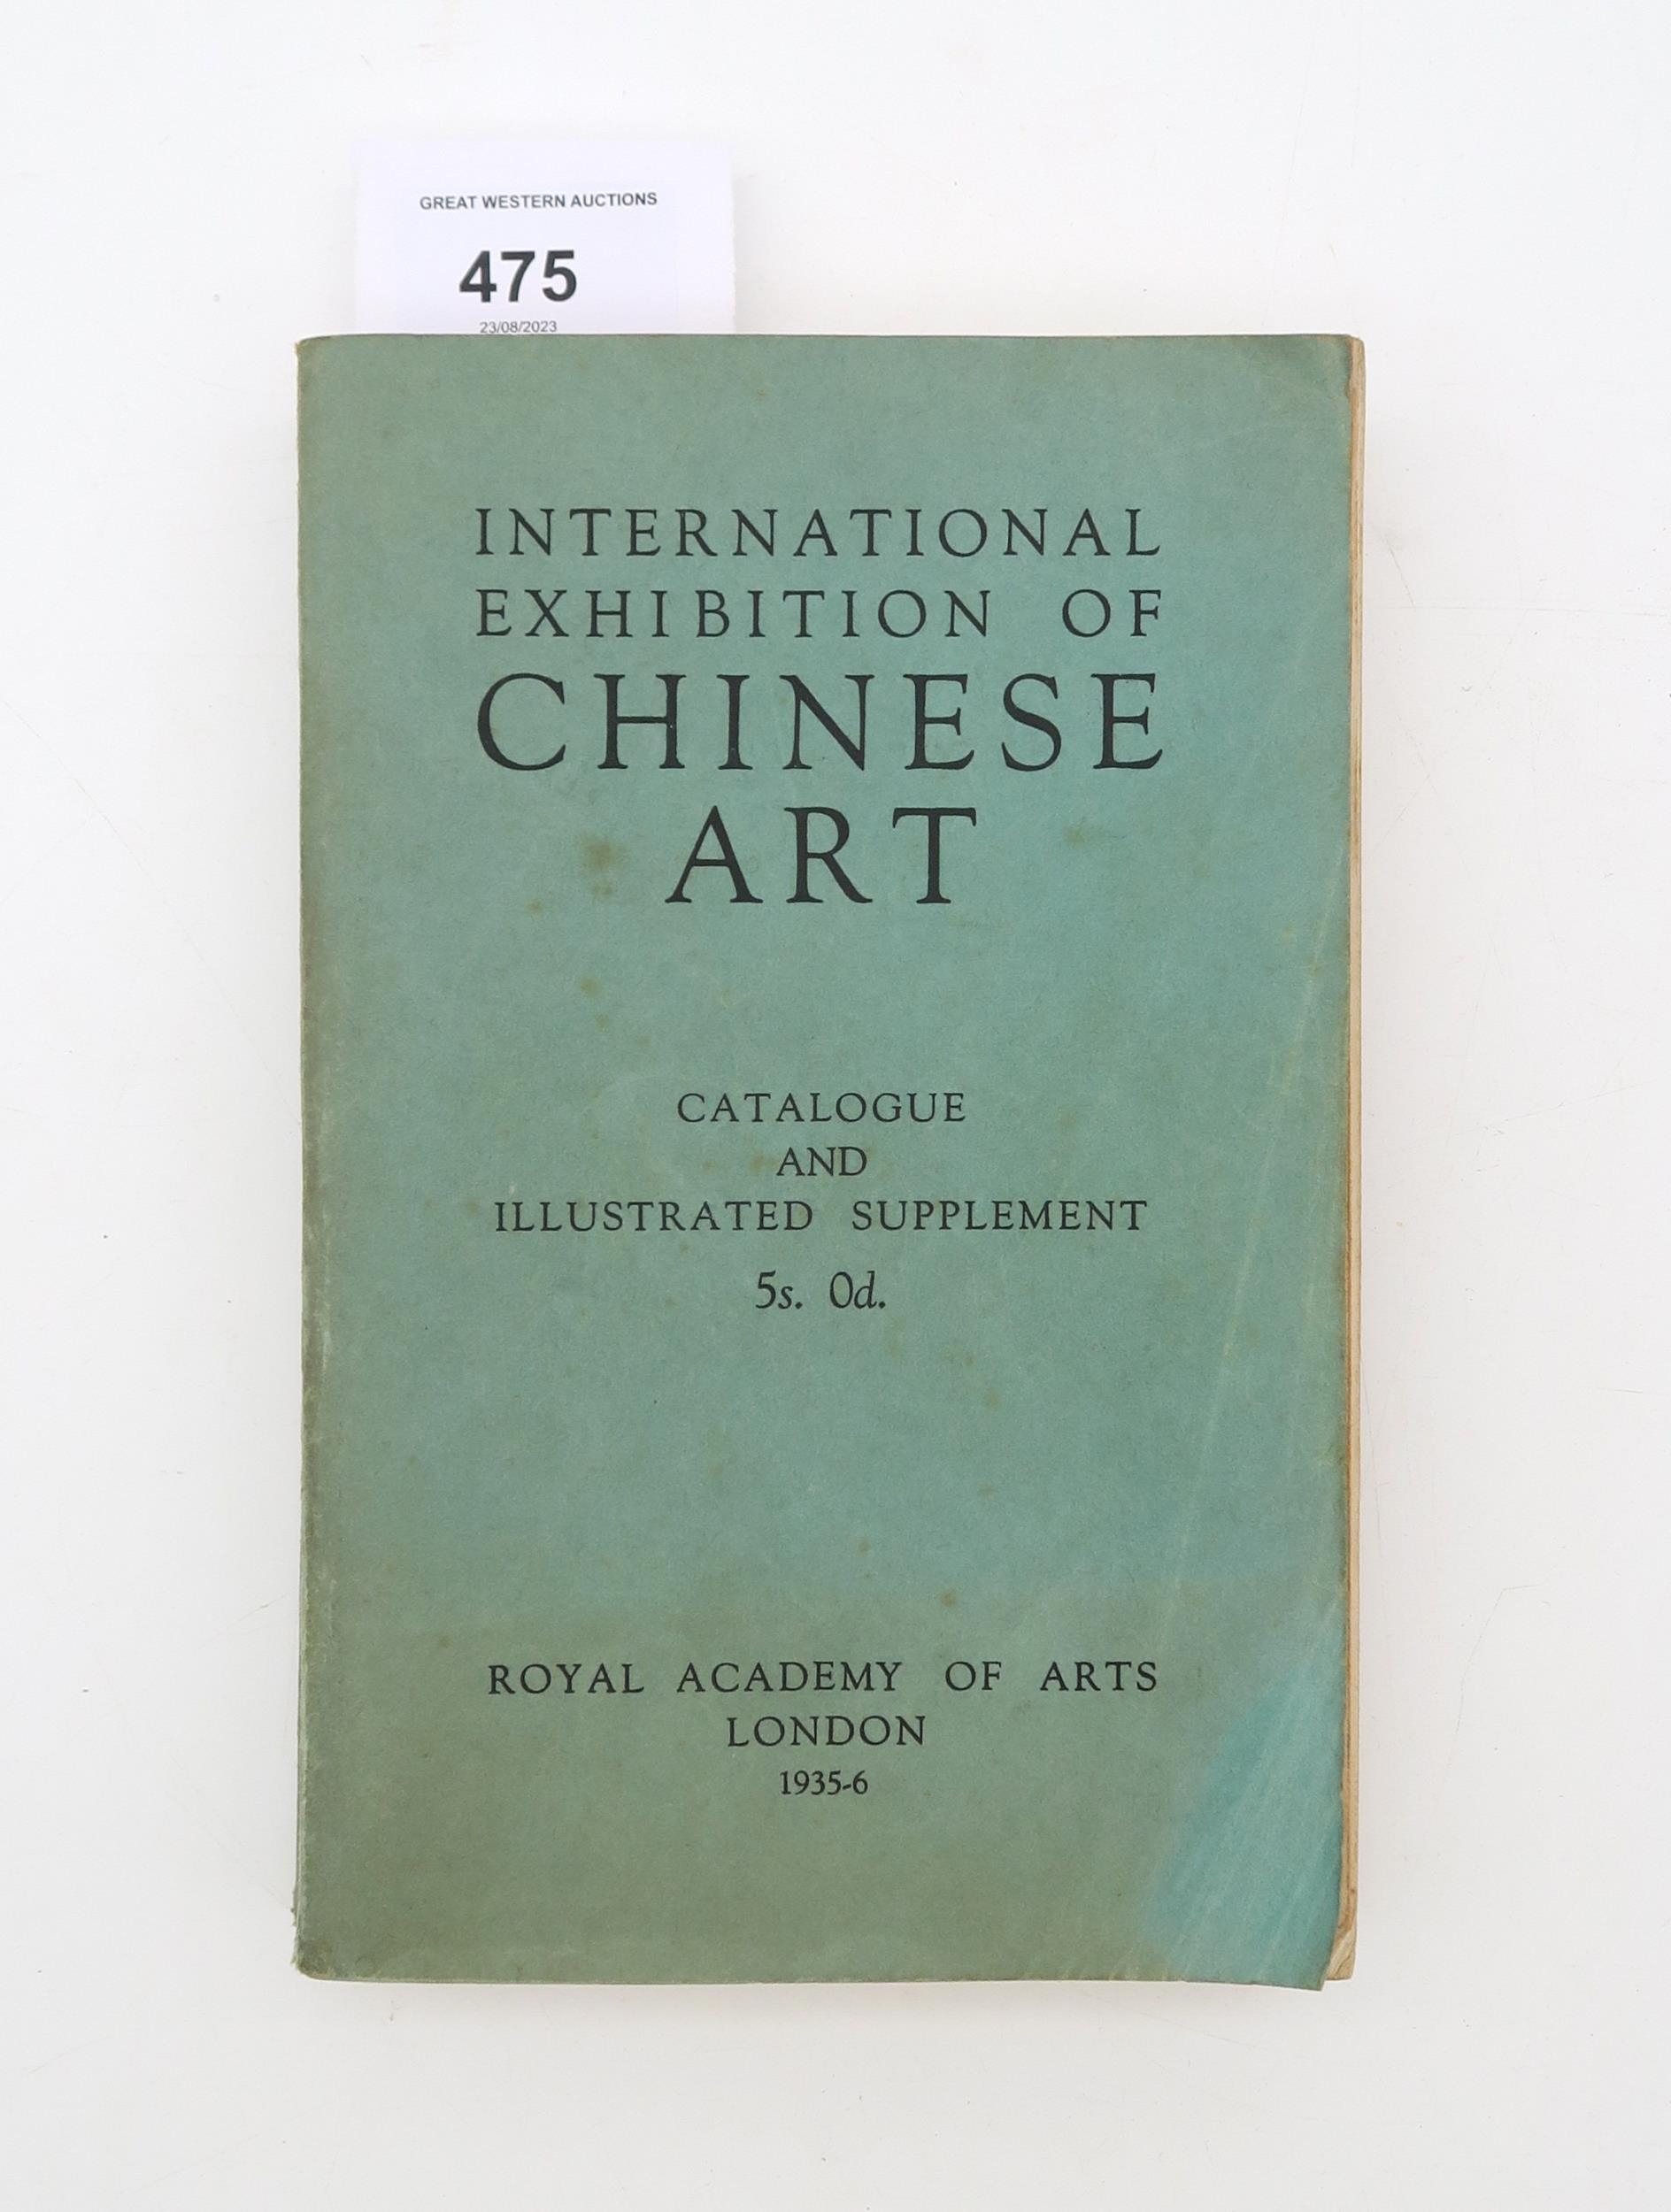 GREAT WESTERN AUCTIONS
475
23/08/2023
INTERNATIONAL
EXHIBITION OF
CHINESE
ART
CATALOGUE
AND
ILLUSTRATED SUPPLEMENT
5s. 0d.
ROYAL ACADEMY OF ARTS
LONDON
1935-6